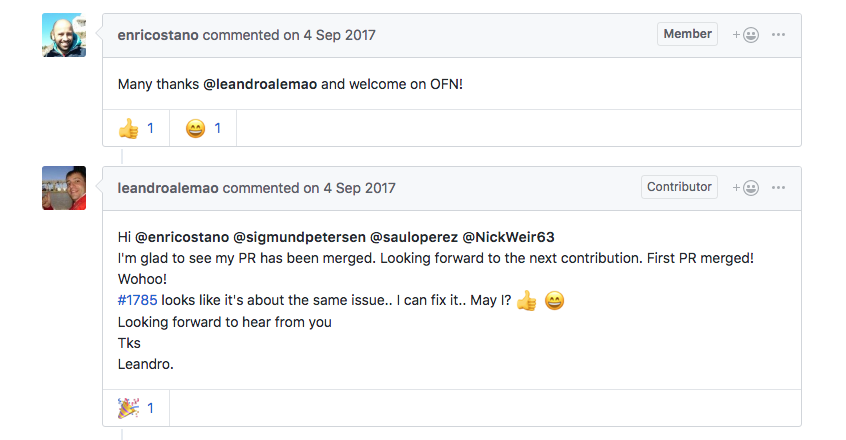 enricostano commented on 4 Sep 2017 Member
Many thanks @leandroalemao and welcome on OFN!
👍 1 😄 1
leandroalemao commented on 4 Sep 2017 Contributor
Hi @enricostano @sigmundpetersen @sauloperez @NickWeir63
I'm glad to see my PR has been merged. Looking forward to the next contribution. First PR merged!
Wohoo!
#1785 looks like it's about the same issue.. I can fix it.. May I? 👍 😄
Looking forward to hear from you
Tks
Leandro.
🎉 1